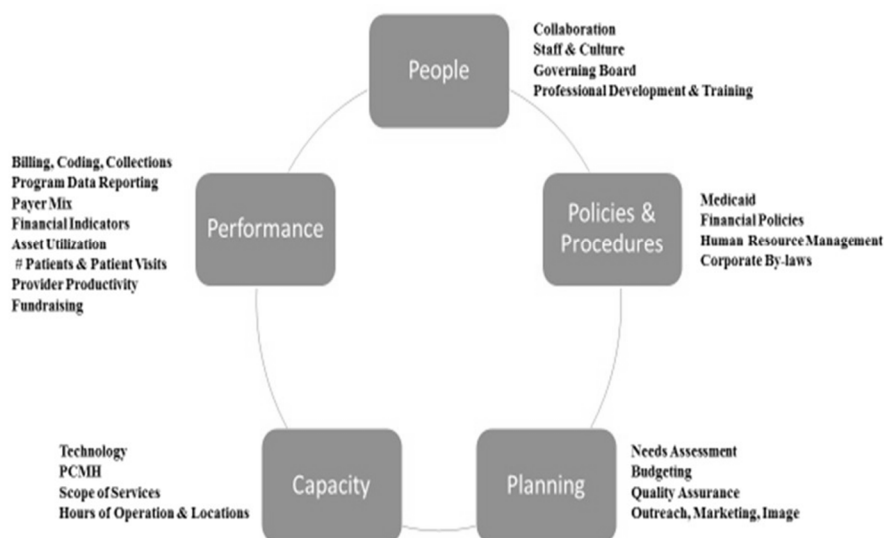 People
Collaboration
Staff & Culture
Governing Board
Professional Development & Training
Policies &
Procedures
Medicaid
Financial Policies
Human Resource Management
Corporate By-laws
Planning
Needs Assessment
Budgeting
Quality Assurance
Outreach, Marketing, Image
Capacity
Technology
PCMH
Scope of Services
Hours of Operation & Locations
Performance
Billing, Coding, Collections
Program Data Reporting
Payer Mix
Financial Indicators
Asset Utilization
# Patients & Patient Visits
Provider Productivity
Fundraising